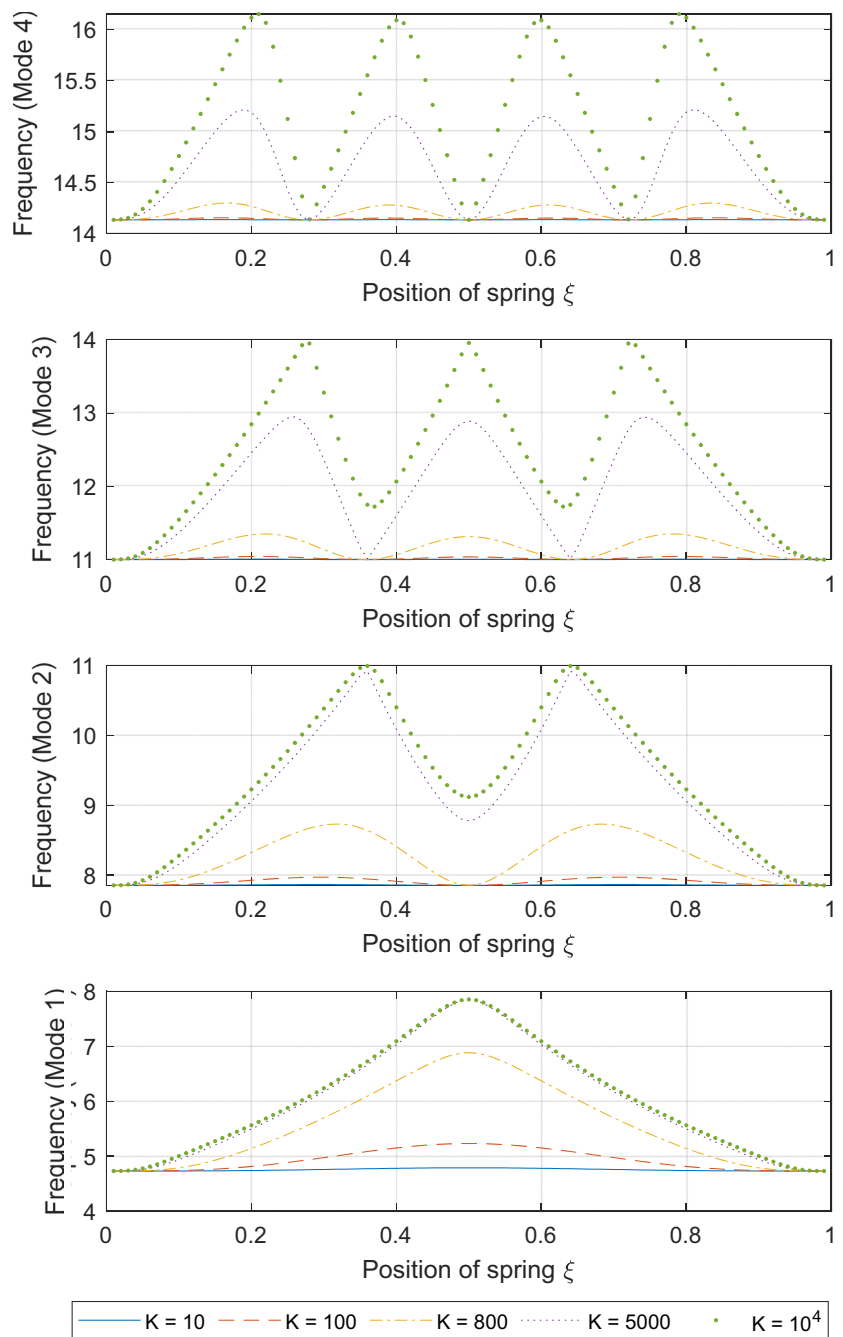 Frequency (Mode 4)
16
15.5
15
14.5
14
0 0.2 0.4 0.6 0.8 1
Position of spring ξ
Frequency (Mode 3)
14
13
12
11
0 0.2 0.4 0.6 0.8 1
Position of spring ξ
Frequency (Mode 2)
11
10
9
8
0 0.2 0.4 0.6 0.8 1
Position of spring ξ
Frequency (Mode 1)
8
7
6
5
4
0 0.2 0.4 0.6 0.8 1
Position of spring ξ
K = 10 K = 100 K = 800 K = 5000 K = 10⁴